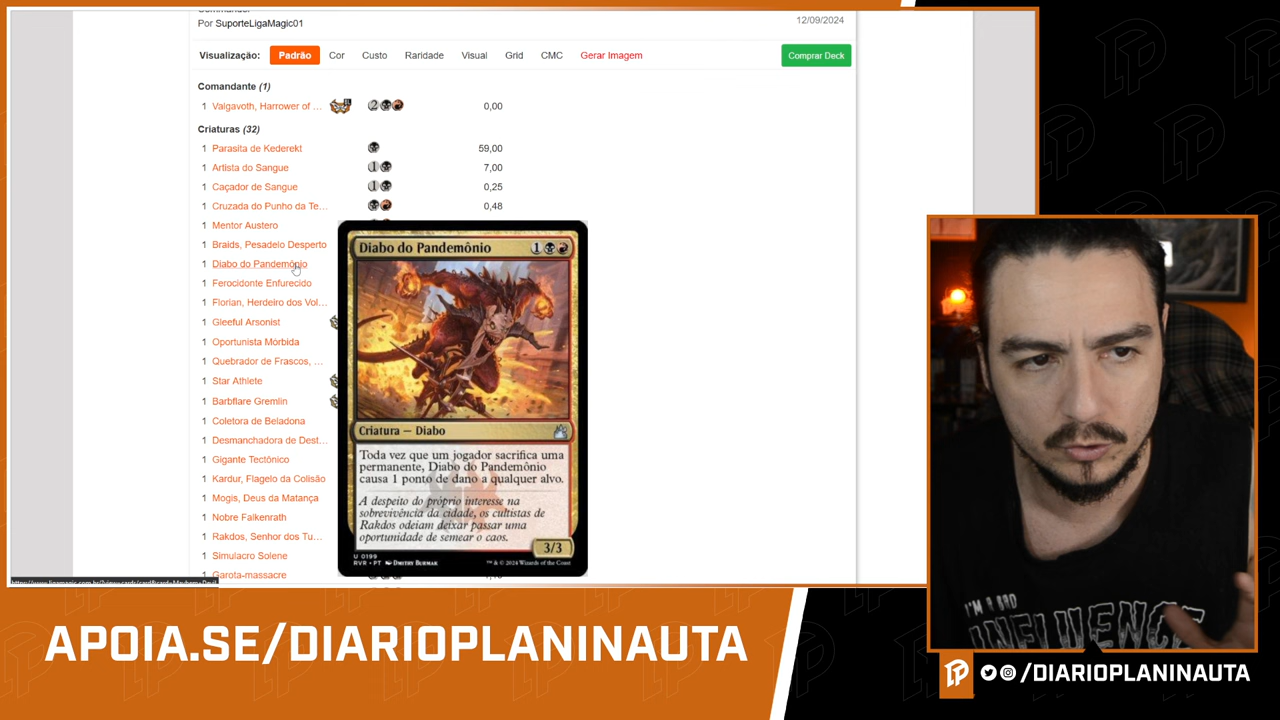 Por SuporteLigaMagic01
12/09/2024
Visualização: Padrão Cor Custo Raridade Visual Grid CMC Gerar Imagem
Comprar Deck
Comandante (1)
1 Valgavoth, Harrower of ... 2 0,00
Criaturas (32)
1 Parasita de Kederekt 59,00
1 Artista do Sangue 1 7,00
1 Caçador de Sangue 1 0,25
1 Cruzada do Punho da Te... 0,48
1 Mentor Austero
1 Braids, Pesadelo Desperto
1 Diabo do Pandemônio
1 Ferocidonte Enfurecido
1 Florian, Herdeiro dos Vol...
1 Gleeful Arsonist
1 Oportunista Mórbida
1 Quebrador de Frascos, ...
1 Star Athlete
1 Barbflare Gremlin
1 Coletora de Beladona
1 Desmanchadora de Dest...
1 Gigante Tectônico
1 Kardur, Flagelo da Colisão
1 Mogis, Deus da Matança
1 Nobre Falkenrath
1 Rakdos, Senhor dos Tu...
1 Simulacro Solene
1 Garota-massacre
Diabo do Pandemônio 1
Criatura — Diabo
Toda vez que um jogador sacrifica uma
permanente, Diabo do Pandemônio
causa 1 ponto de dano a qualquer alvo.
A despeito do próprio interesse na
sobrevivência da cidade, os cultistas de
Rakdos odeiam deixar passar uma
oportunidade de semear o caos.
3/3
U 0199
RVR • PT DMITRY BURMAK
™ & © 2024 Wizards of the Coast
I'M A BAD
INFLUENCE
APOIA.SE/DIARIOPLANINAUTA
/DIARIOPLANINAUTA